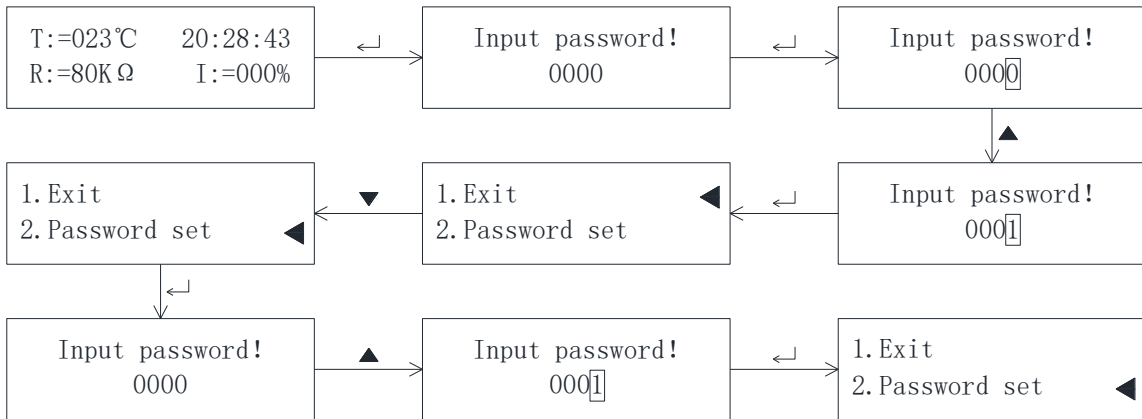 T:=023℃ 20:28:43
R:=80KΩ I:=000%
Input password!
0000
Input password!
0000
1.Exit
2.Password set
1.Exit
2.Password set
Input password!
0001
Input password!
0000
Input password!
0001
1.Exit
2.Password set